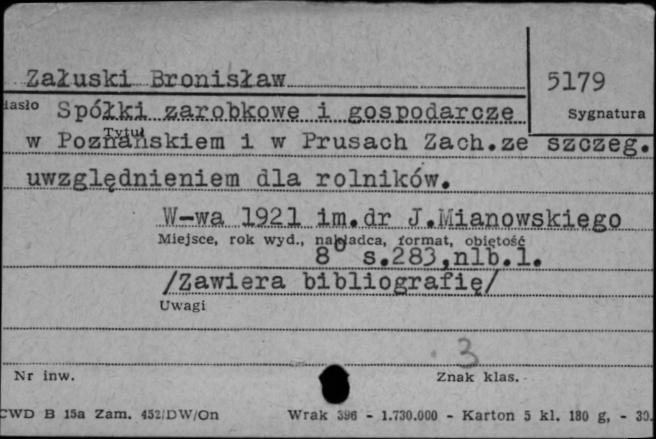 Załuski Bronisław
5179
iasło Spółki zarobkowe i gospodarcze
Sygnatura
w Poznańskiem i w Prusach Zach.ze szczeg.
Tytuł
uwzględnieniem dla rolników.
W-wa 1921 im.dr J.Mianowskiego
Miejsce, rok wyd., nakładca, format, objętość
8° s.283,nlb.1.
/Zawiera bibliografię/
Uwagi
3
Nr inw.
Znak klas.
CWD B 15a Zam. 452/DW/On Wrak 396 - 1.730.000 - Karton 5 kl. 180 g, - 30.